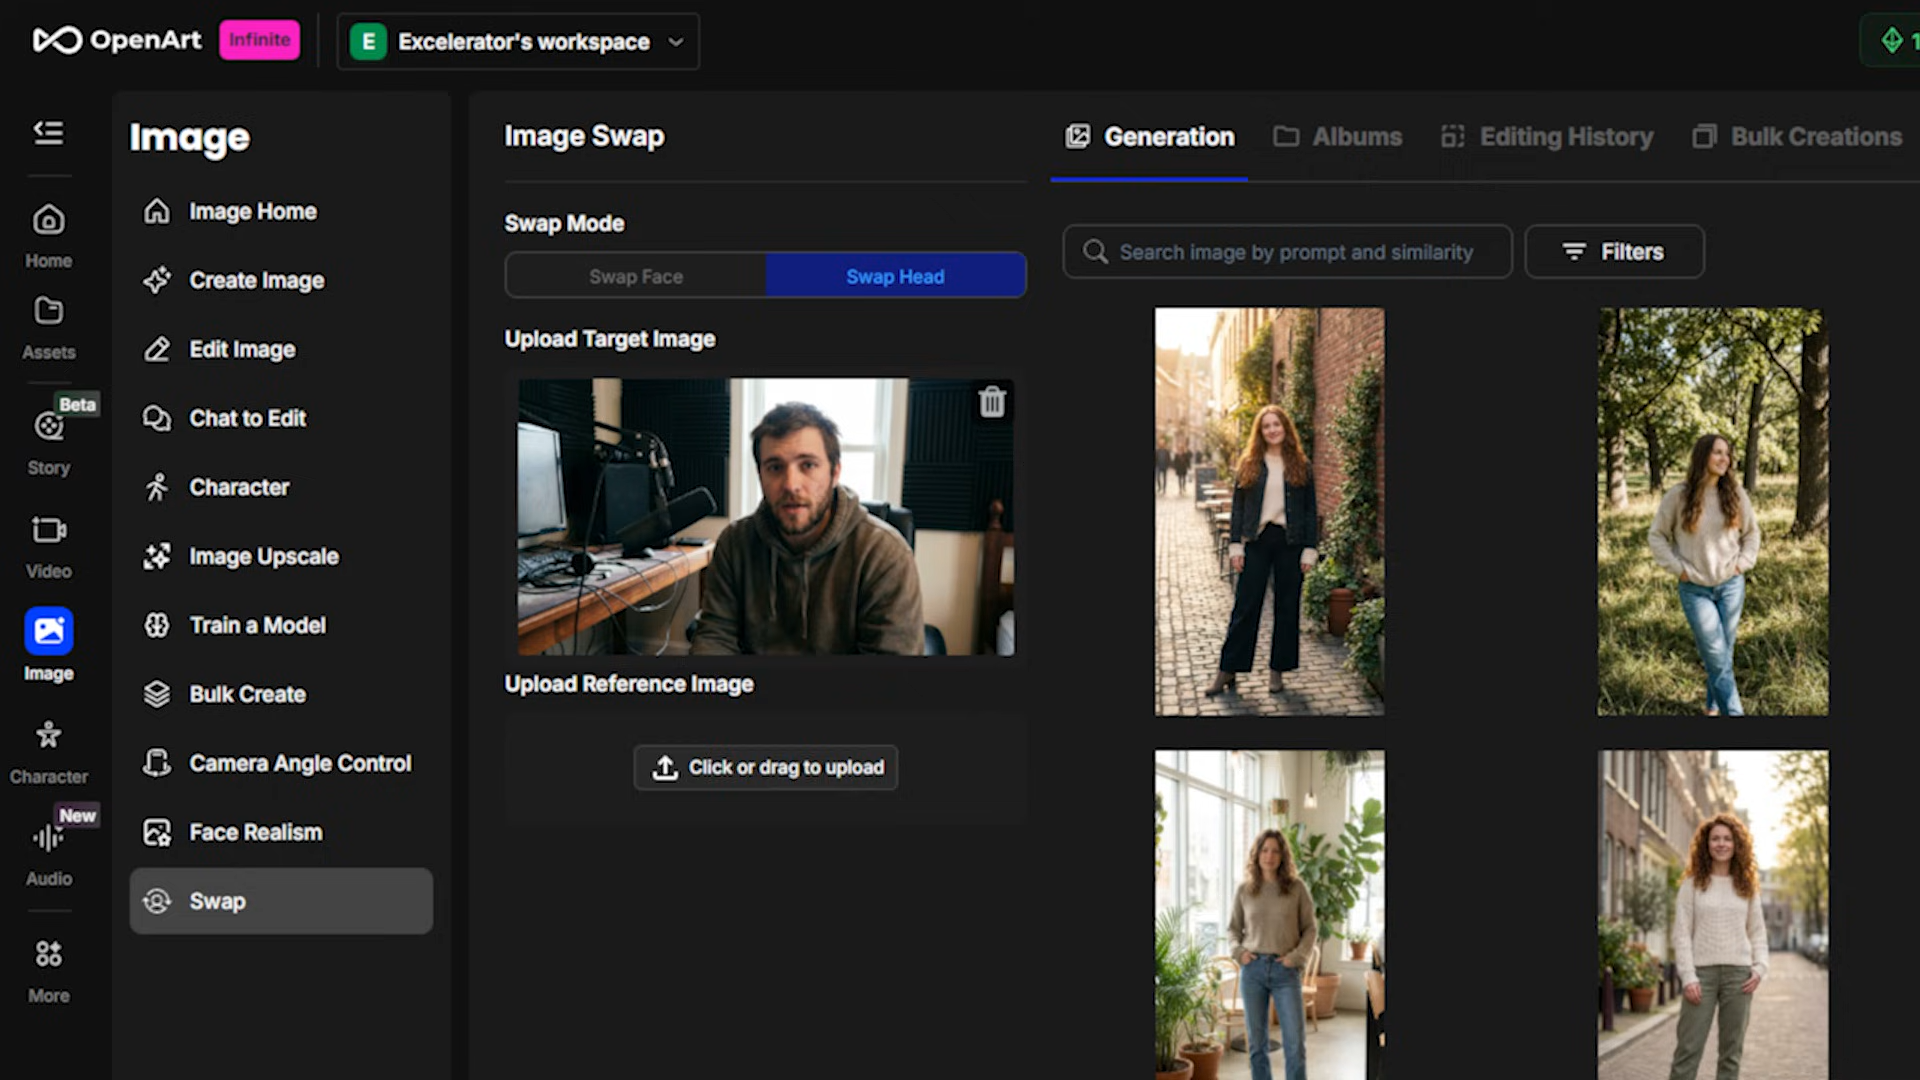 OpenArt
Infinite
E
Excelerator's workspace
1
Home
Assets
Beta
Story
Video
Image
Character
New
Audio
More
Image
Image Home
Create Image
Edit Image
Chat to Edit
Character
Image Upscale
Train a Model
Bulk Create
Camera Angle Control
Face Realism
Swap
Image Swap
Swap Mode
Swap Face
Swap Head
Upload Target Image
Upload Reference Image
Click or drag to upload
Generation
Albums
Editing History
Bulk Creations
Search image by prompt and similarity
Filters